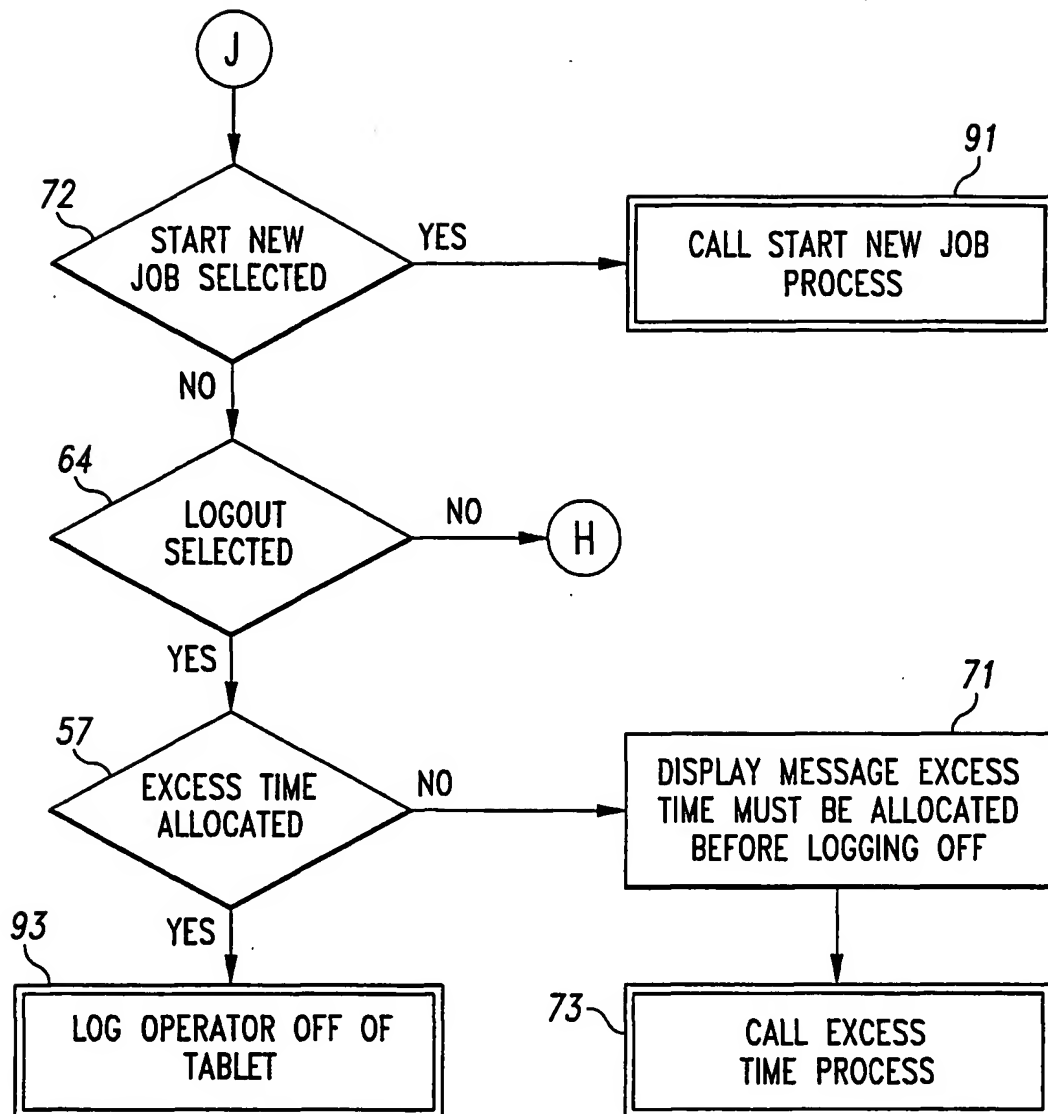 J
72
START NEW
JOB SELECTED
YES
91
CALL START NEW JOB
PROCESS
NO
64
LOGOUT
SELECTED
NO
H
YES
57
EXCESS TIME
ALLOCATED
NO
71
DISPLAY MESSAGE EXCESS
TIME MUST BE ALLOCATED
BEFORE LOGGING OFF
YES
93
LOG OPERATOR OFF OF
TABLET
73
CALL EXCESS
TIME PROCESS